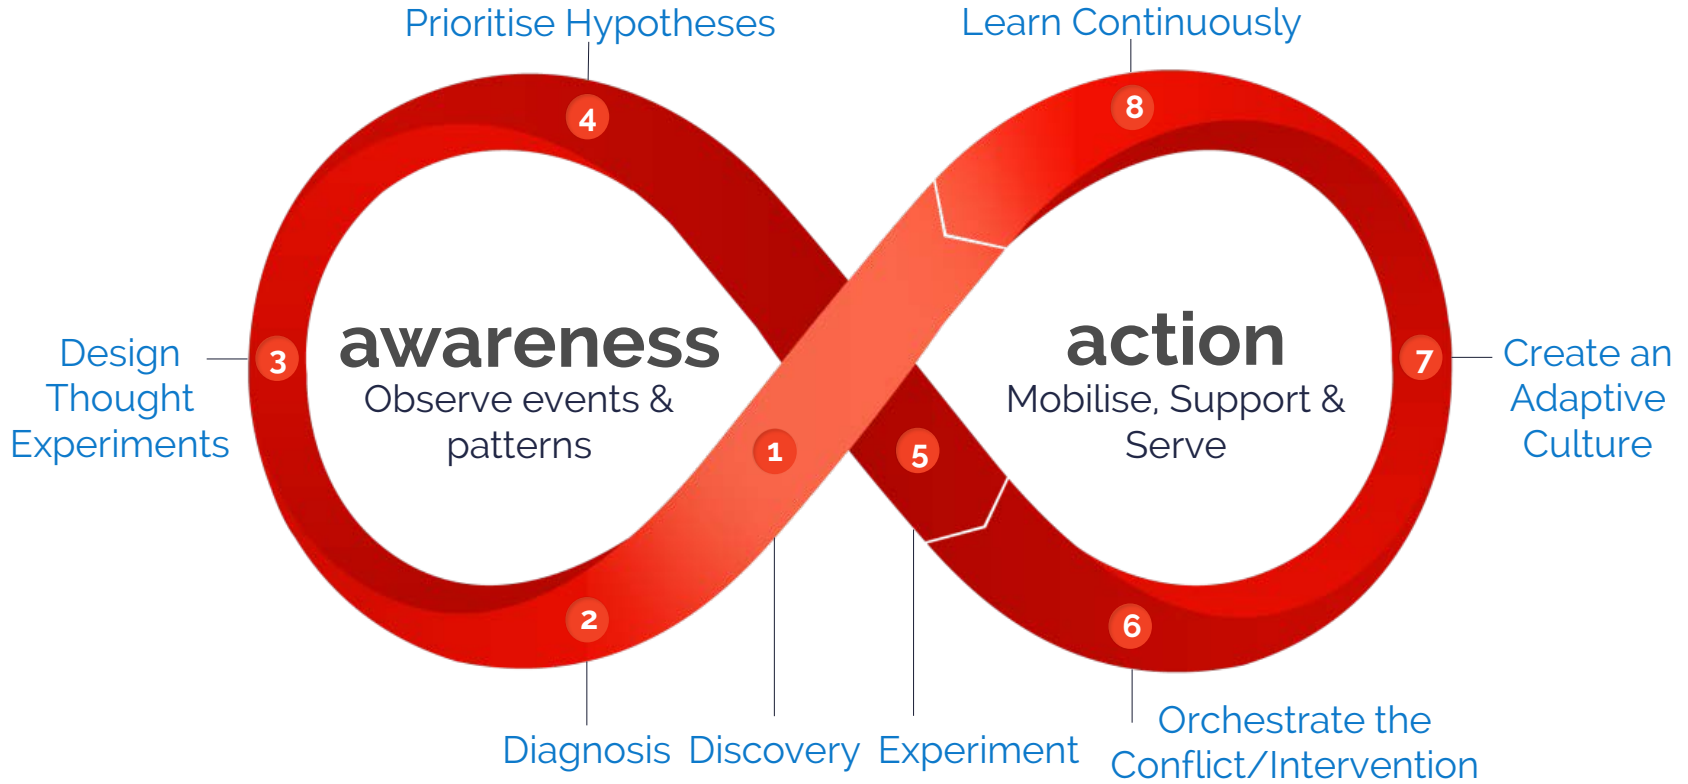 Prioritise Hypotheses
Learn Continuously
4
8
awareness
Observe events &
patterns
action
Mobilise, Support &
Serve
Design
Thought
Experiments
3
7
Create an
Adaptive
Culture
1
5
2
6
Diagnosis
Discovery
Experiment
Orchestrate the
Conflict/Intervention